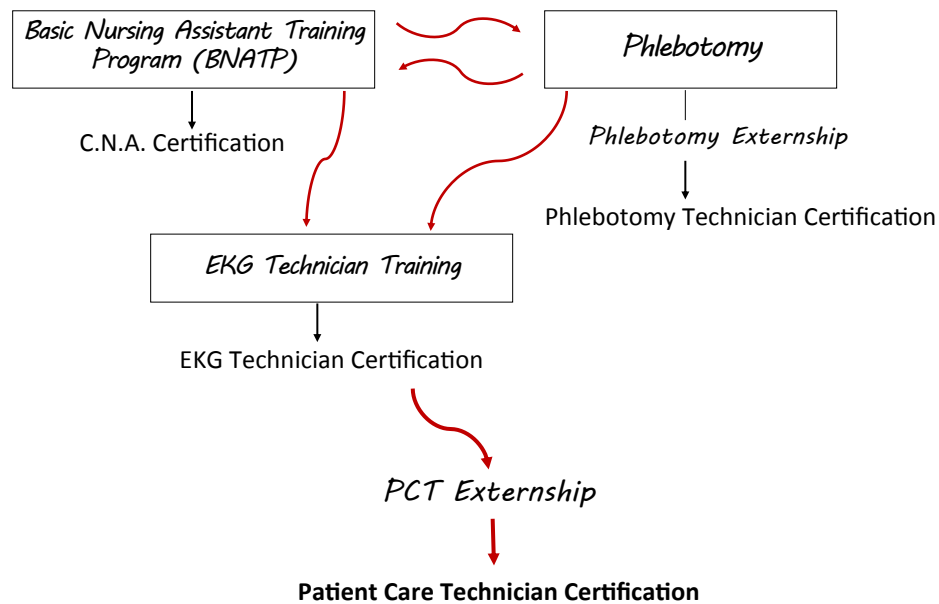 Basic Nursing Assistant Training
Program (BNATP)
Phlebotomy
C.N.A. Certification
Phlebotomy Externship
Phlebotomy Technician Certification
EKG Technician Training
EKG Technician Certification
PCT Externship
Patient Care Technician Certification